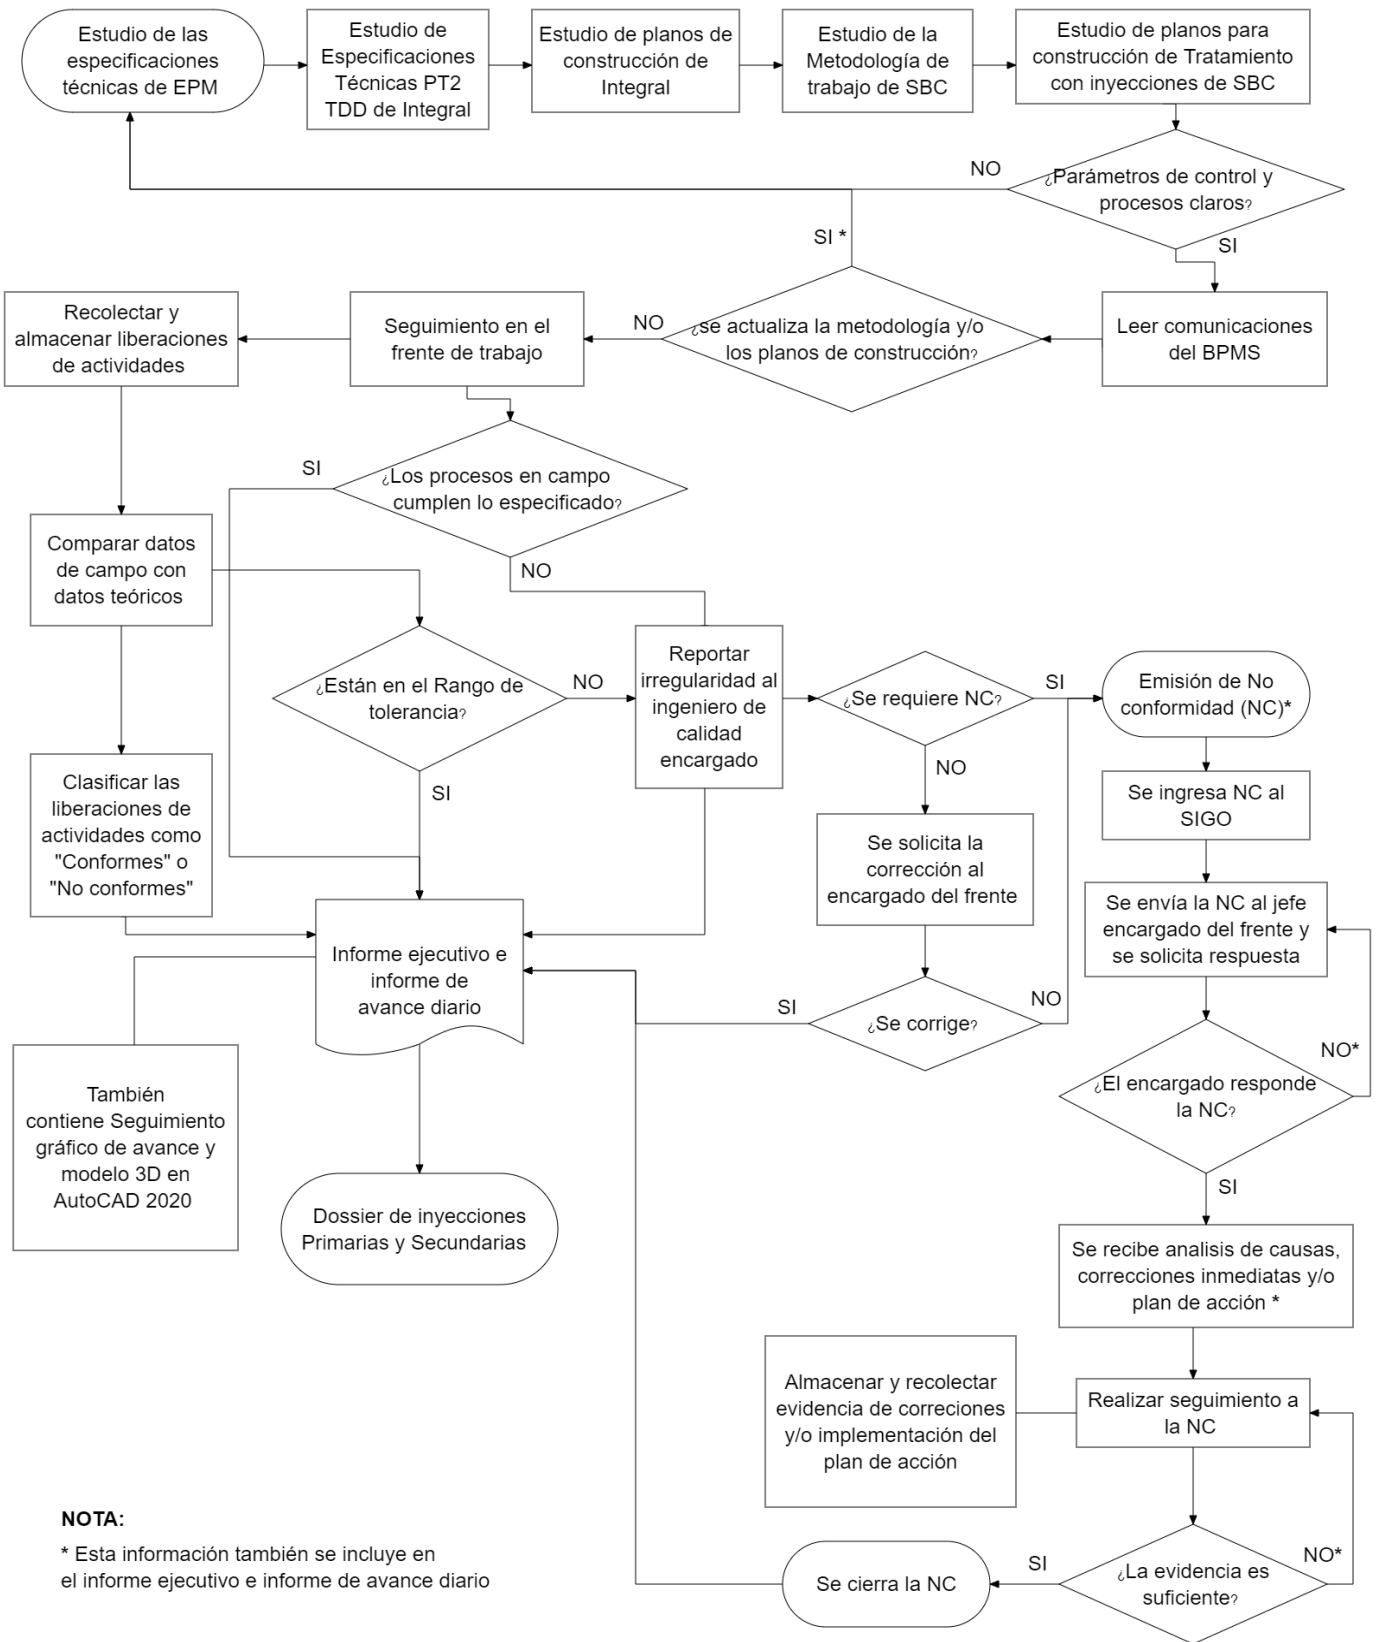 Estudio de las
especificaciones
técnicas de EPM
Estudio de
Especificaciones
Técnicas PT2
TDD de Integral
Estudio de planos de
construcción de
Integral
Estudio de la
Metodología de
trabajo de SBC
Estudio de planos para
construcción de Tratamiento
con inyecciones de SBC
NO
¿Parámetros de control y
procesos claros?
SI
SI *
Recolectar y
almacenar liberaciones
de actividades
Seguimiento en el
frente de trabajo
NO
¿se actualiza la metodología y/o
los planos de construcción?
Leer comunicaciones
del BPMS
SI
¿Los procesos en campo
cumplen lo especificado?
NO
Comparar datos
de campo con
datos teóricos
¿Están en el Rango de
tolerancia?
NO
SI
Reportar
irregularidad al
ingeniero de
calidad
encargado
¿Se requiere NC?
SI
NO
Emisión de No
conformidad (NC)*
Clasificar las
liberaciones de
actividades como
"Conformes" o
"No conformes"
Se ingresa NC al
SIGO
Se solicita la
corrección al
encargado del frente
Se envía la NC al jefe
encargado del frente y
se solicita respuesta
Informe ejecutivo e
informe de
avance diario
SI
¿Se corrige?
NO
NO*
¿El encargado responde
la NC?
SI
También
contiene Seguimiento
gráfico de avance y
modelo 3D en
AutoCAD 2020
Dossier de inyecciones
Primarias y Secundarias
Se recibe analisis de causas,
correcciones inmediatas y/o
plan de acción *
Almacenar y recolectar
evidencia de correciones
y/o implementación del
plan de acción
Realizar seguimiento a
la NC
NOTA:
* Esta información también se incluye en
el informe ejecutivo e informe de avance diario
Se cierra la NC
SI
¿La evidencia es
suficiente?
NO*